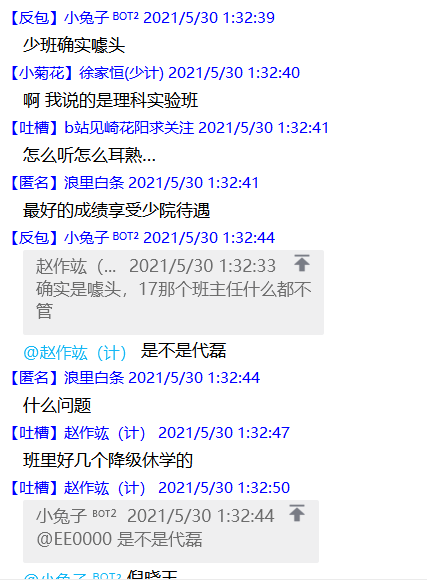 【反包】小兔子 BOT2 2021/5/30 1:32:39
少班确实噱头
【小菊花】徐家恒(少计) 2021/5/30 1:32:40
啊 我说的是理科实验班
【吐槽】b站见崎花阳求关注 2021/5/30 1:32:41
怎么听怎么耳熟...
【匿名】浪里白条 2021/5/30 1:32:41
最好的成绩享受少院待遇
【反包】小兔子 BOT2 2021/5/30 1:32:44
赵作竑（... 2021/5/30 1:32:33
确实是噱头，17那个班主任什么都不
管
@赵作竑（计） 是不是代磊
【匿名】浪里白条 2021/5/30 1:32:44
什么问题
【吐槽】赵作竑（计） 2021/5/30 1:32:47
班里好几个降级休学的
【吐槽】赵作竑（计） 2021/5/30 1:32:50
小兔子 BOT2 2021/5/30 1:32:44
@EE0000 是不是代磊
@小兔子 BOT2 倪晓玉